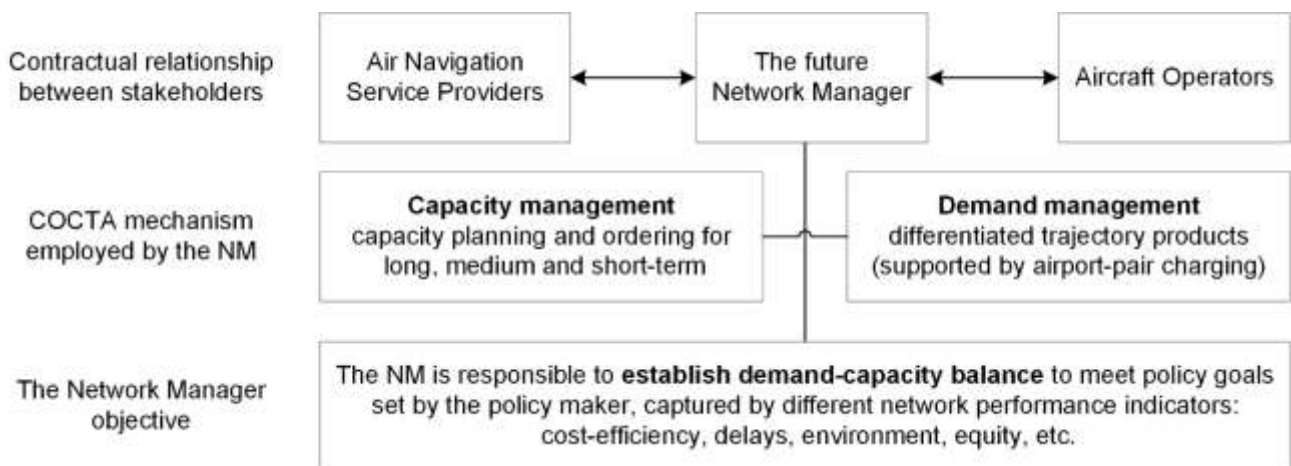 Contractual relationship
between stakeholders
Air Navigation
Service Providers
The future
Network Manager
Aircraft Operators
COCTA mechanism
employed by the NM
Capacity management
capacity planning and ordering for
long, medium and short-term
Demand management
differentiated trajectory products
(supported by airport-pair charging)
The Network Manager
objective
The NM is responsible to establish demand-capacity balance to meet policy goals
set by the policy maker, captured by different network performance indicators:
cost-efficiency, delays, environment, equity, etc.